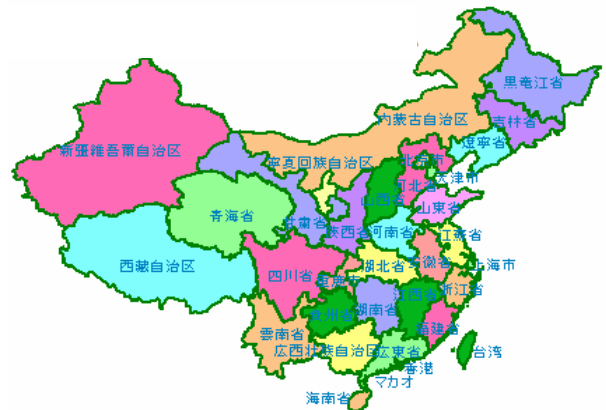 黒竜江省
内蒙古自治区
吉林省
遼寧省
新疆維吾爾自治区
寧夏回族自治区
北京市
天津市
河北省
山西省
山東省
青海省
甘粛省
陝西省
河南省
江蘇省
西蔵自治区
四川省
湖北省
安徽省
上海市
重慶市
浙江省
貴州省
湖南省
江西省
福建省
雲南省
広西壮族自治区
広東省
台湾
香港
マカオ
海南省